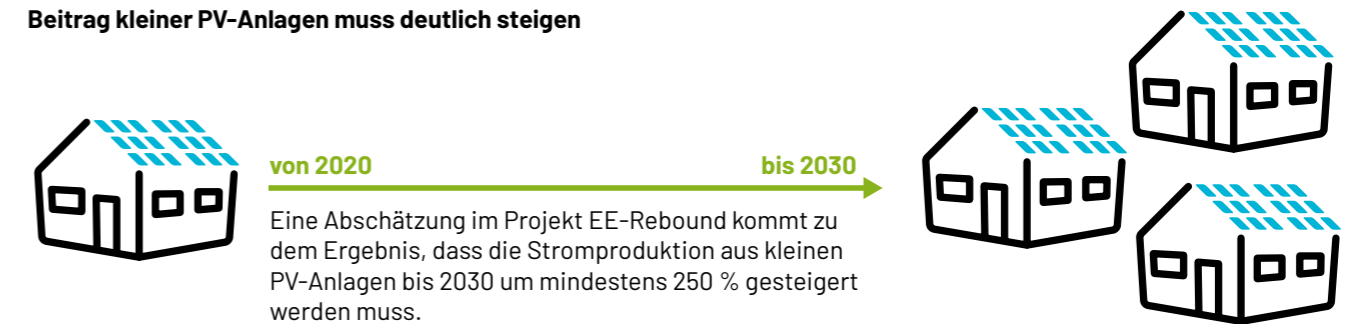 Beitrag kleiner PV-Anlagen muss deutlich steigen
von 2020
bis 2030
Eine Abschätzung im Projekt EE-Rebound kommt zu
dem Ergebnis, dass die Stromproduktion aus kleinen
PV-Anlagen bis 2030 um mindestens 250 % gesteigert
werden muss.